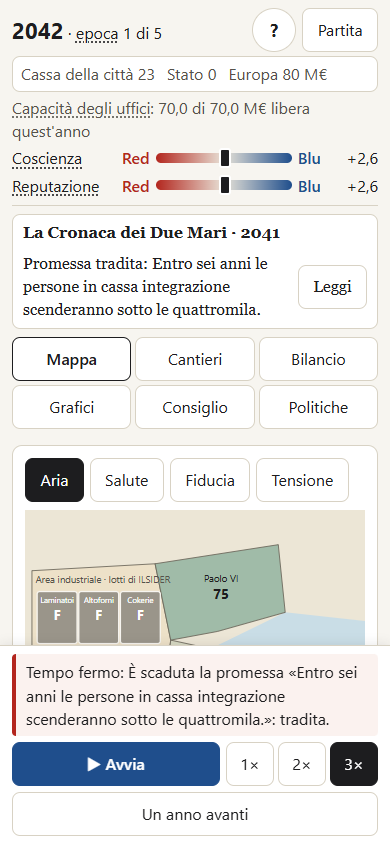 2042 · epoca 1 di 5
?
Partita
Cassa della città 23 Stato 0 Europa 80 M€
Capacità degli uffici: 70,0 di 70,0 M€ libera
quest'anno
Coscienza Red Blu +2,6
Reputazione Red Blu +2,6
La Cronaca dei Due Mari · 2041
Promessa tradita: Entro sei anni le
persone in cassa integrazione
scenderanno sotto le quattromila.
Leggi
Mappa Cantieri Bilancio
Grafici Consiglio Politiche
Aria Salute Fiducia Tensione
Area industriale · lotti di ILSIDER
Paolo VI
75
Laminatoi Altoforni Cokerie
F F F
Tempo fermo: È scaduta la promessa «Entro sei
anni le persone in cassa integrazione
scenderanno sotto le quattromila.»: tradita.
▶ Avvia 1× 2× 3×
Un anno avanti